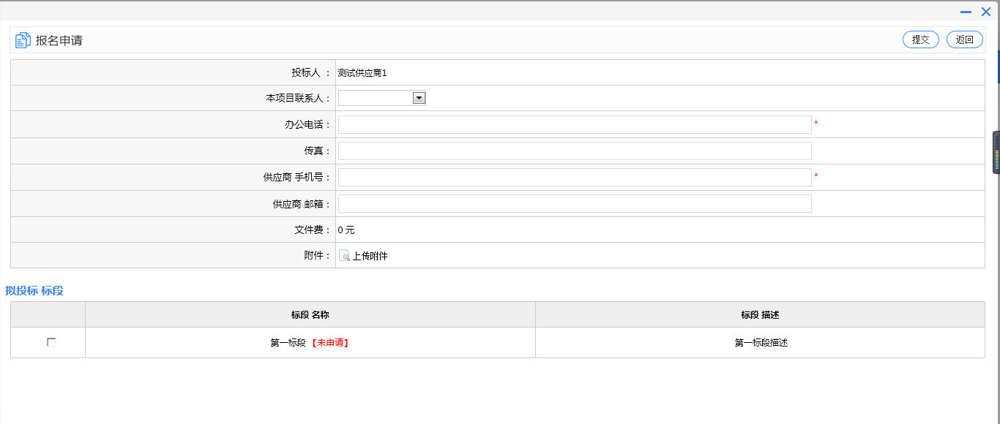 报名申请
提交 返回
投标人 ： 测试供应商1
本项目联系人：
办公电话： *
传真：
供应商 手机号： *
供应商 邮箱：
文件费： 0 元
附件： 上传附件
拟投标 标段
标段 名称 标段 描述
第一标段【未申请】 第一标段描述